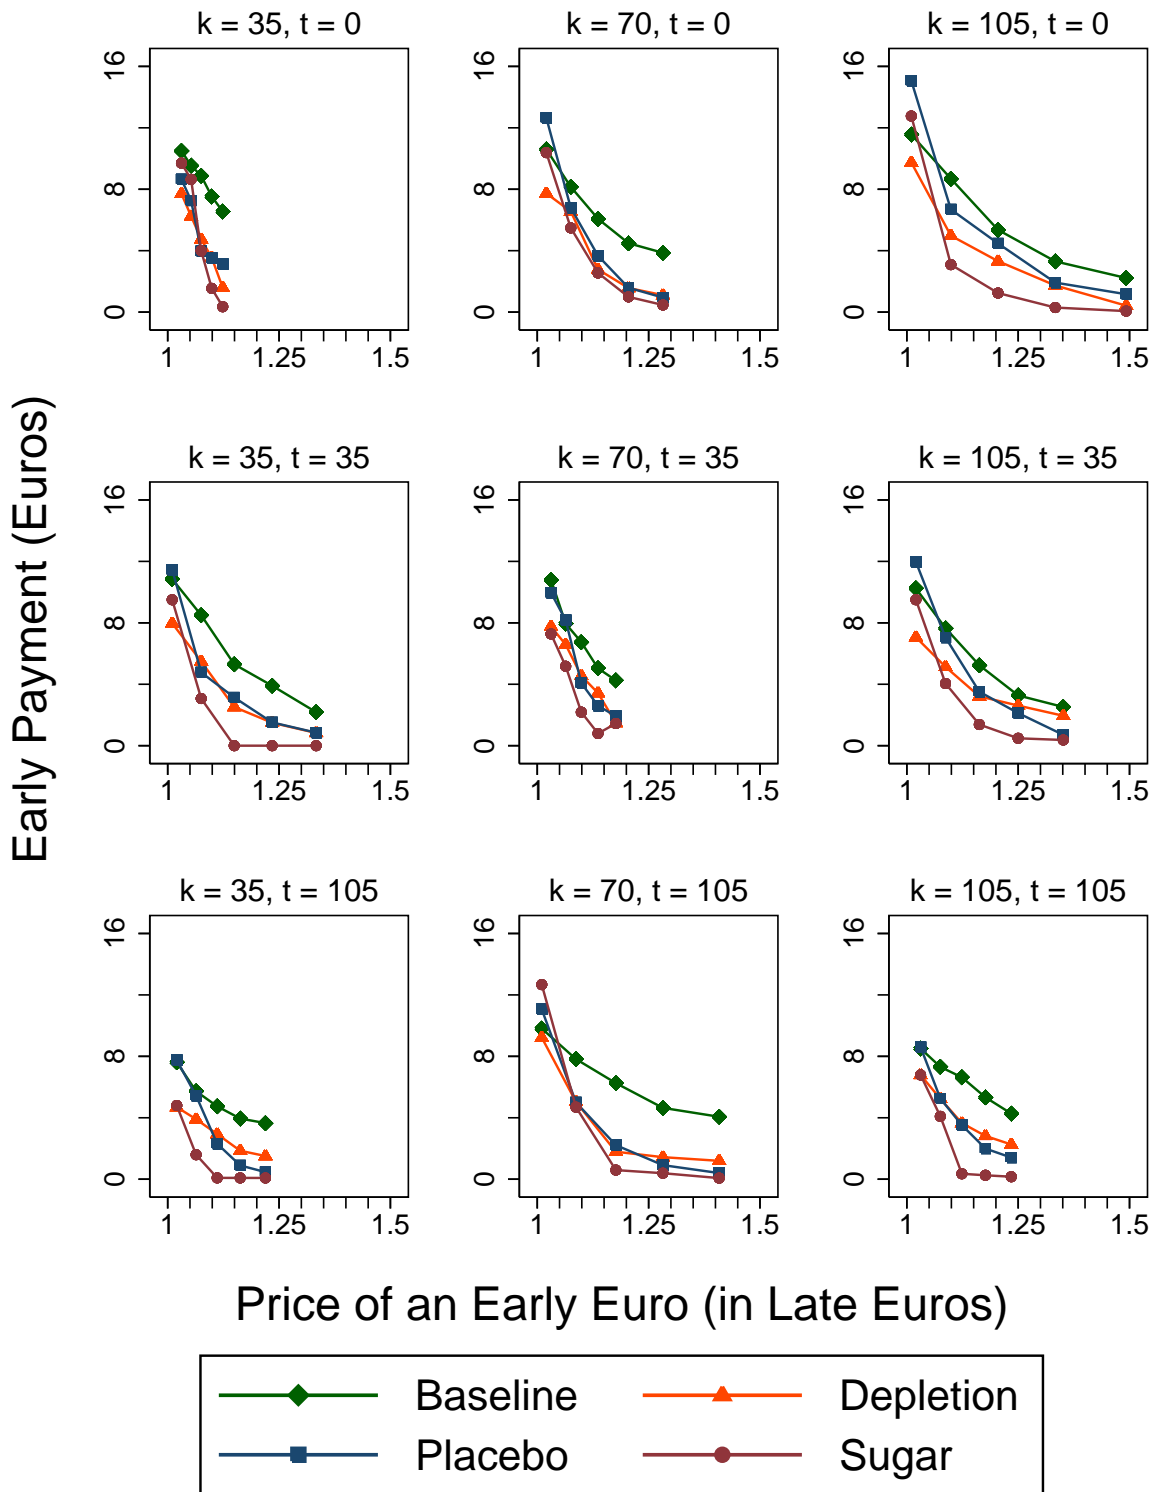 k = 35, t = 0
k = 70, t = 0
k = 105, t = 0
16
8
0
1 1.25 1.5
16
8
0
1 1.25 1.5
16
8
0
1 1.25 1.5
k = 35, t = 35
k = 70, t = 35
k = 105, t = 35
16
8
0
1 1.25 1.5
16
8
0
1 1.25 1.5
16
8
0
1 1.25 1.5
k = 35, t = 105
k = 70, t = 105
k = 105, t = 105
16
8
0
1 1.25 1.5
16
8
0
1 1.25 1.5
16
8
0
1 1.25 1.5
Early Payment (Euros)
Price of an Early Euro (in Late Euros)
Baseline
Depletion
Placebo
Sugar